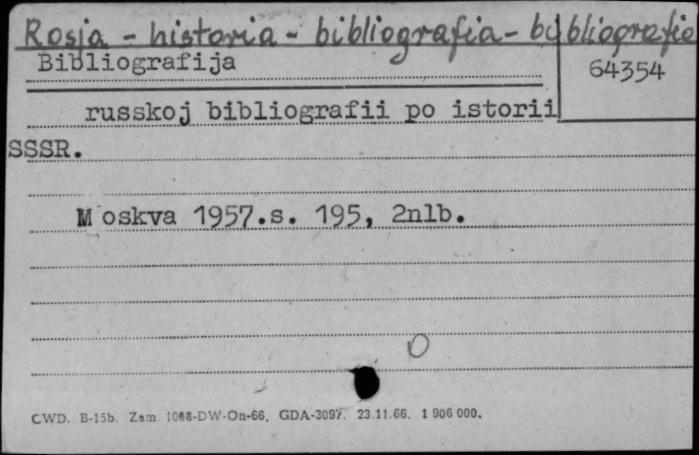 Rosja - historia - bibliografia - bybliografie
Bibliografija
64354
russkoj bibliografii po istorii
SSSR.
Moskva 1957.s. 195, 2nlb.
O
CWD. B-15b. Zam 1068-DW-On-66. GDA-3097. 23.11.66. 1 906 000.